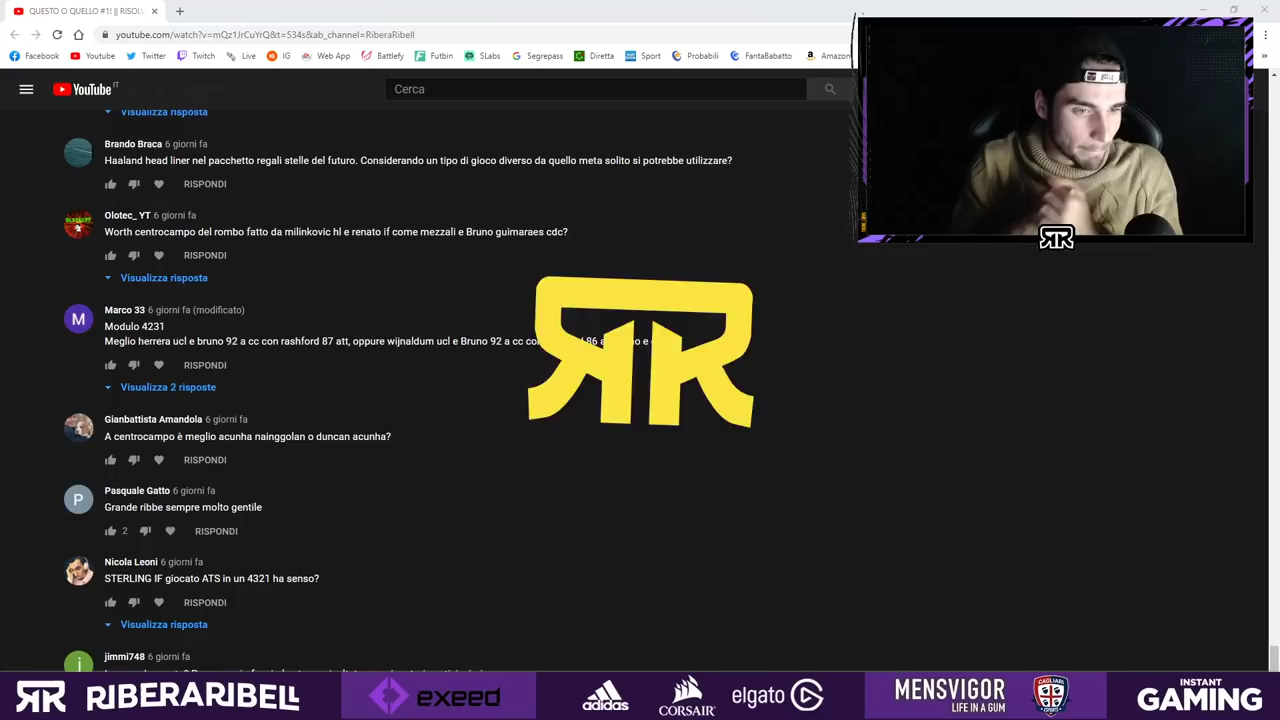 QUESTO O QUELLO #1! || RISOL
youtube.com/watch?v=mQz1JrCuYrQ&t=534s&ab_channel=RiberaRibell
Facebook Youtube Twitter Twitch Live IG Web App Battlefy Futbin SLabs Diretta Segrepass Sport Probabili FantaBabatto Amazon
YouTube IT
Cerca
Visualizza risposta
Brando Braca 6 giorni fa
Haaland head liner nel pacchetto regali stelle del futuro. Considerando un tipo di gioco diverso da quello meta solito si potrebbe utilizzare?
RISPONDI
Olotec_ YT 6 giorni fa
Worth centrocampo del rombo fatto da milinkovic hl e renato if come mezzali e Bruno guimaraes cdc?
RISPONDI
Visualizza risposta
M
Marco 33 6 giorni fa (modificato)
Modulo 4231
Meglio herrera ucl e bruno 92 a cc con rashford 87 att, oppure wijnaldum ucl e Bruno 92 a cc
RISPONDI
Visualizza 2 risposte
Gianbattista Amandola 6 giorni fa
A centrocampo è meglio acunha nainggolan o duncan acunha?
RISPONDI
P
Pasquale Gatto 6 giorni fa
Grande ribbe sempre molto gentile
2
RISPONDI
Nicola Leoni 6 giorni fa
STERLING IF giocato ATS in un 4321 ha senso?
RISPONDI
Visualizza risposta
j
jimmi748 6 giorni fa
RIBERARIBELL
exeed
adidas
CORSAIR
elgato
MENSVIGOR
LIFE IN A GUM
CAGLIARI
INSTANT
GAMING